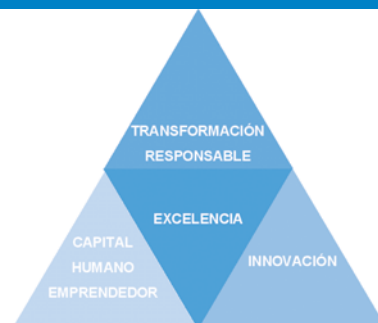 TRANSFORMACIÓN
RESPONSABLE
EXCELENCIA
CAPITAL
HUMANO
EMPRENDEDOR
INNOVACIÓN